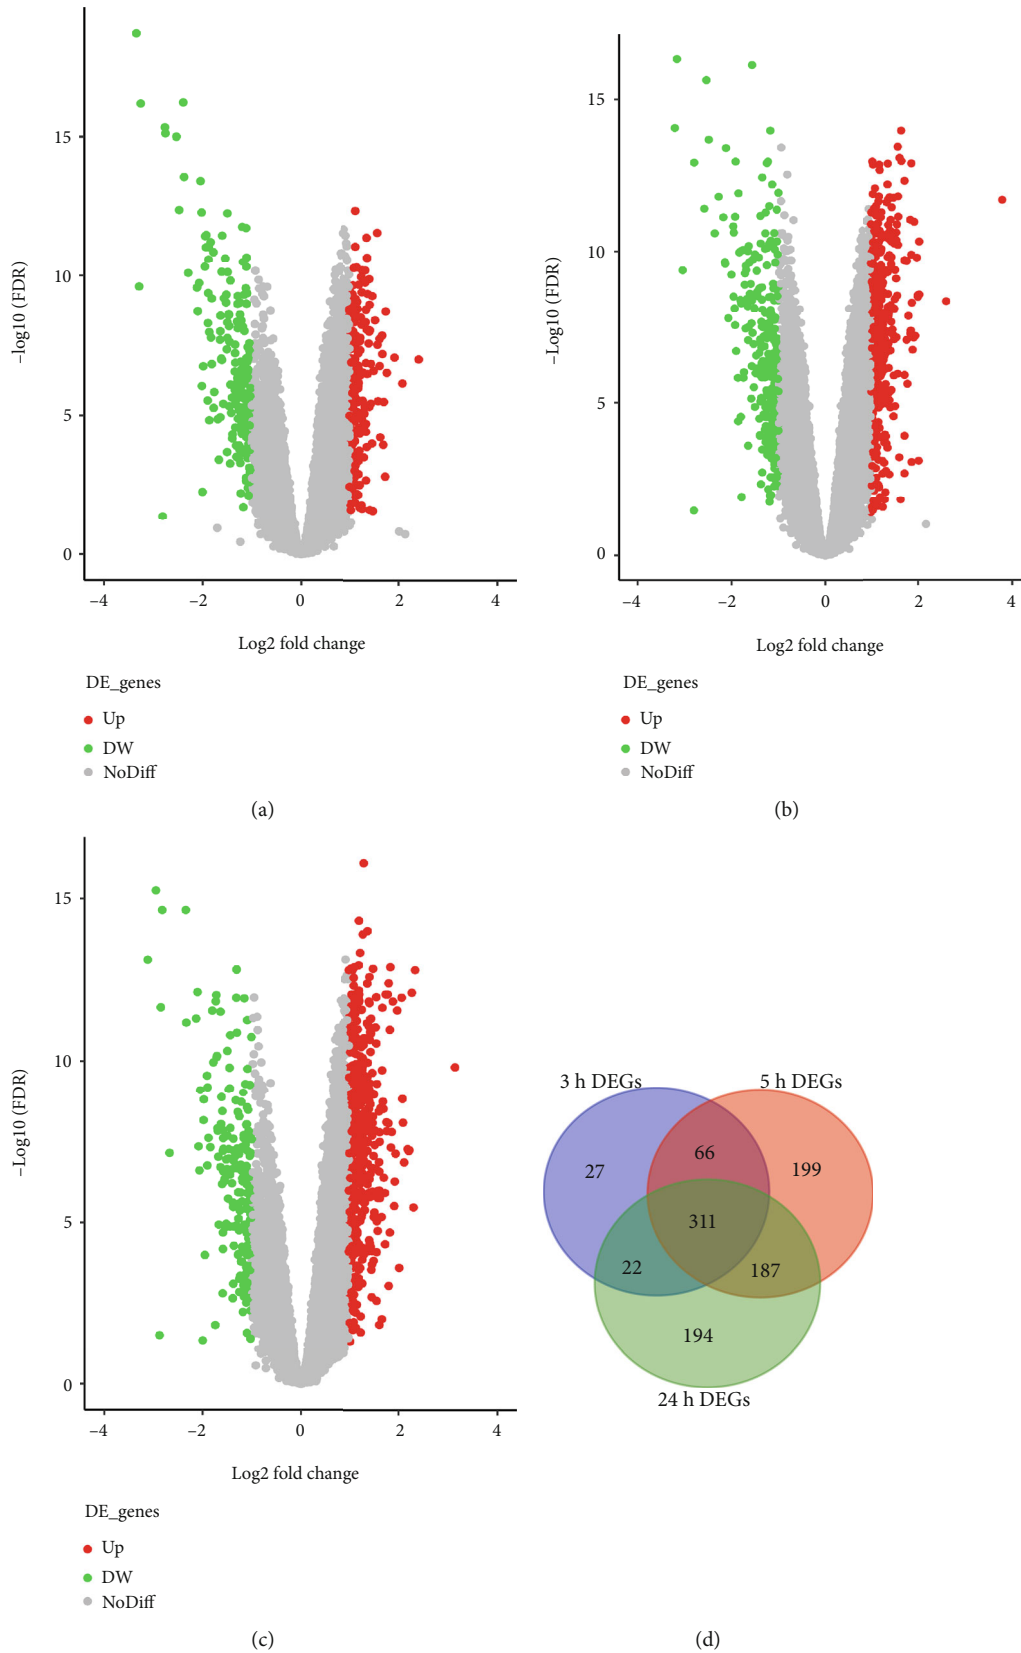 15
10
5
0
−log10 (FDR)
−4
−2
0
2
4
Log2 fold change
DE_genes
Up
DW
NoDiff
(a)
15
10
5
0
−Log10 (FDR)
−4
−2
0
2
4
Log2 fold change
DE_genes
Up
DW
NoDiff
(b)
15
10
5
0
−Log10 (FDR)
−4
−2
0
2
4
Log2 fold change
DE_genes
Up
DW
NoDiff
(c)
3 h DEGs
5 h DEGs
27
66
199
311
22
187
194
24 h DEGs
(d)